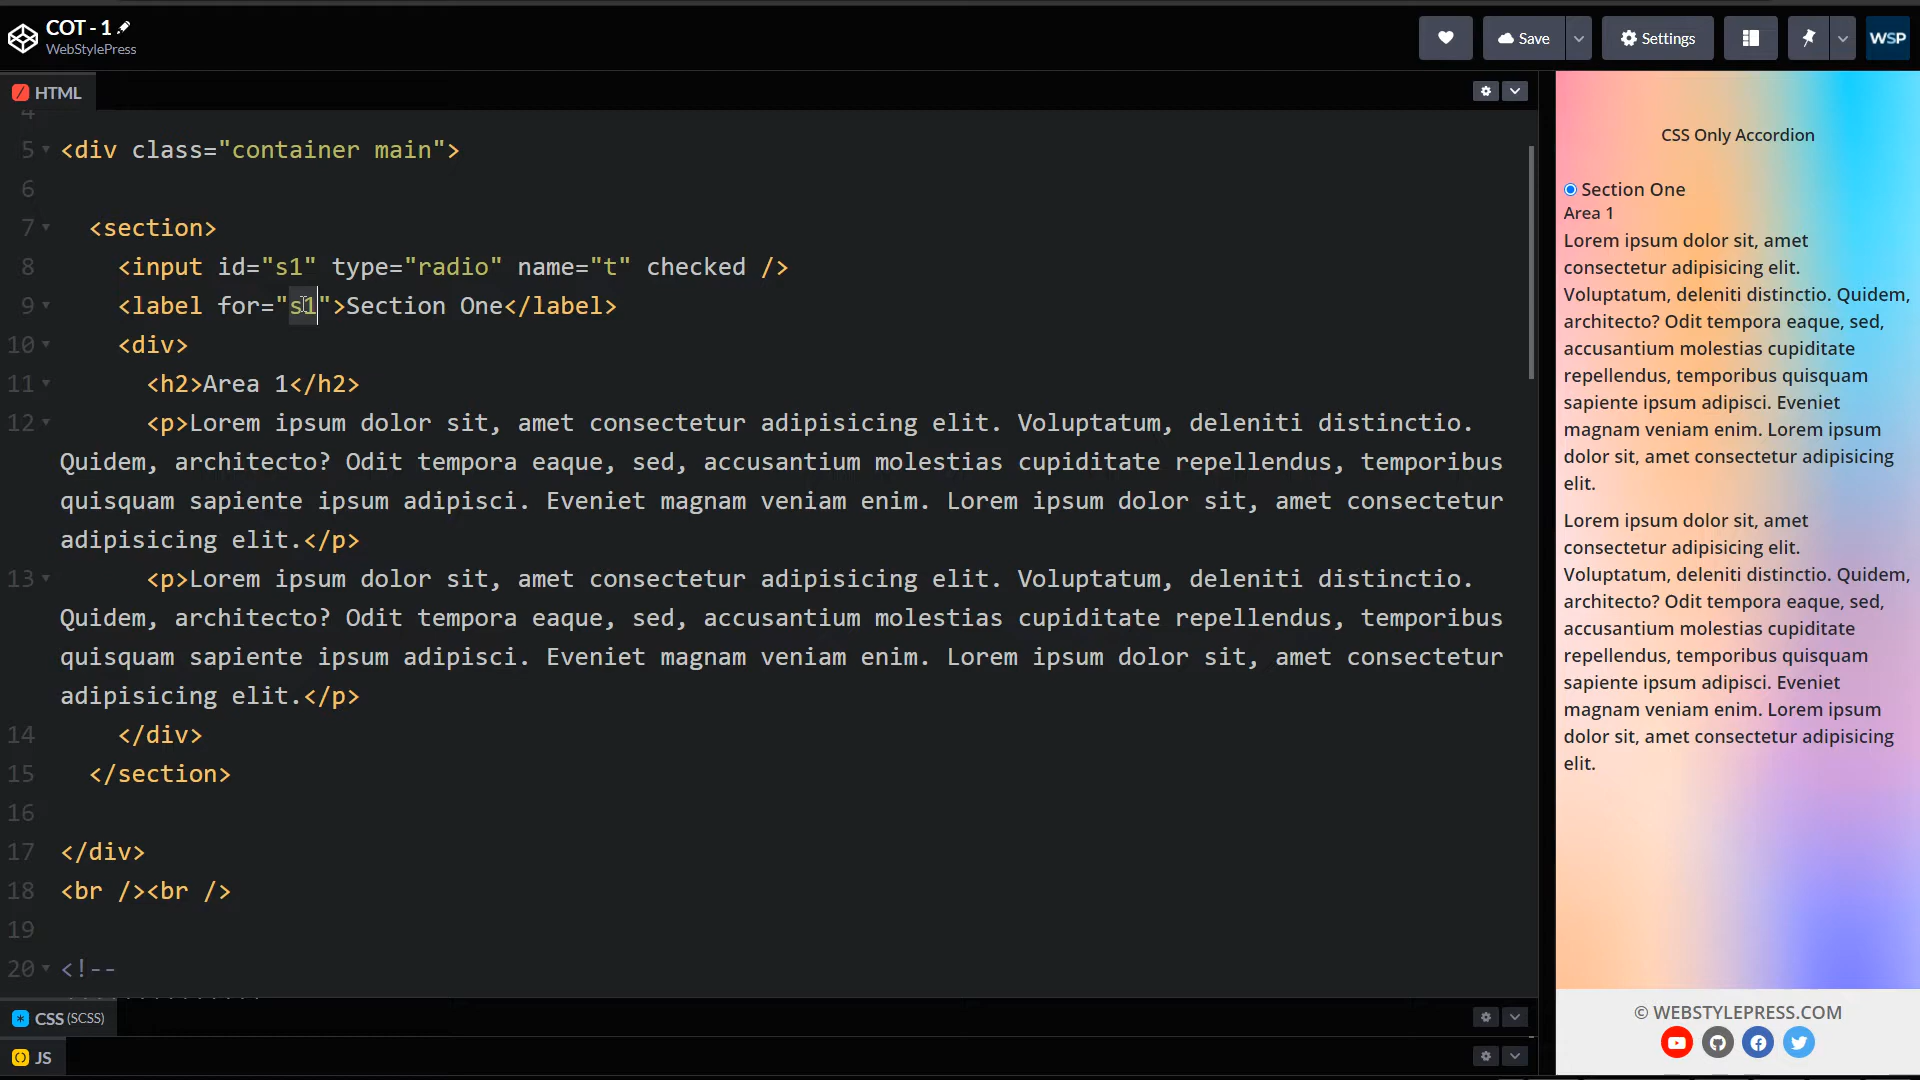 COT - 1
WebStylePress
Save
Settings
WSP
HTML
4
5 <div class="container main">
6
7 <section>
8 <input id="s1" type="radio" name="t" checked />
9 <label for="s1">Section One</label>
10 <div>
11 <h2>Area 1</h2>
12 <p>Lorem ipsum dolor sit, amet consectetur adipisicing elit. Voluptatum, deleniti distinctio.
Quidem, architecto? Odit tempora eaque, sed, accusantium molestias cupiditate repellendus, temporibus
quisquam sapiente ipsum adipisci. Eveniet magnam veniam enim. Lorem ipsum dolor sit, amet consectetur
adipisicing elit.</p>
13 <p>Lorem ipsum dolor sit, amet consectetur adipisicing elit. Voluptatum, deleniti distinctio.
Quidem, architecto? Odit tempora eaque, sed, accusantium molestias cupiditate repellendus, temporibus
quisquam sapiente ipsum adipisci. Eveniet magnam veniam enim. Lorem ipsum dolor sit, amet consectetur
adipisicing elit.</p>
14 </div>
15 </section>
16
17 </div>
18 <br /><br />
19
20 <!--
CSS (SCSS)
JS
CSS Only Accordion
Section One
Area 1
Lorem ipsum dolor sit, amet
consectetur adipisicing elit.
Voluptatum, deleniti distinctio. Quidem,
architecto? Odit tempora eaque, sed,
accusantium molestias cupiditate
repellendus, temporibus quisquam
sapiente ipsum adipisci. Eveniet
magnam veniam enim. Lorem ipsum
dolor sit, amet consectetur adipisicing
elit.
Lorem ipsum dolor sit, amet
consectetur adipisicing elit.
Voluptatum, deleniti distinctio. Quidem,
architecto? Odit tempora eaque, sed,
accusantium molestias cupiditate
repellendus, temporibus quisquam
sapiente ipsum adipisci. Eveniet
magnam veniam enim. Lorem ipsum
dolor sit, amet consectetur adipisicing
elit.
© WEBSTYLEPRESS.COM